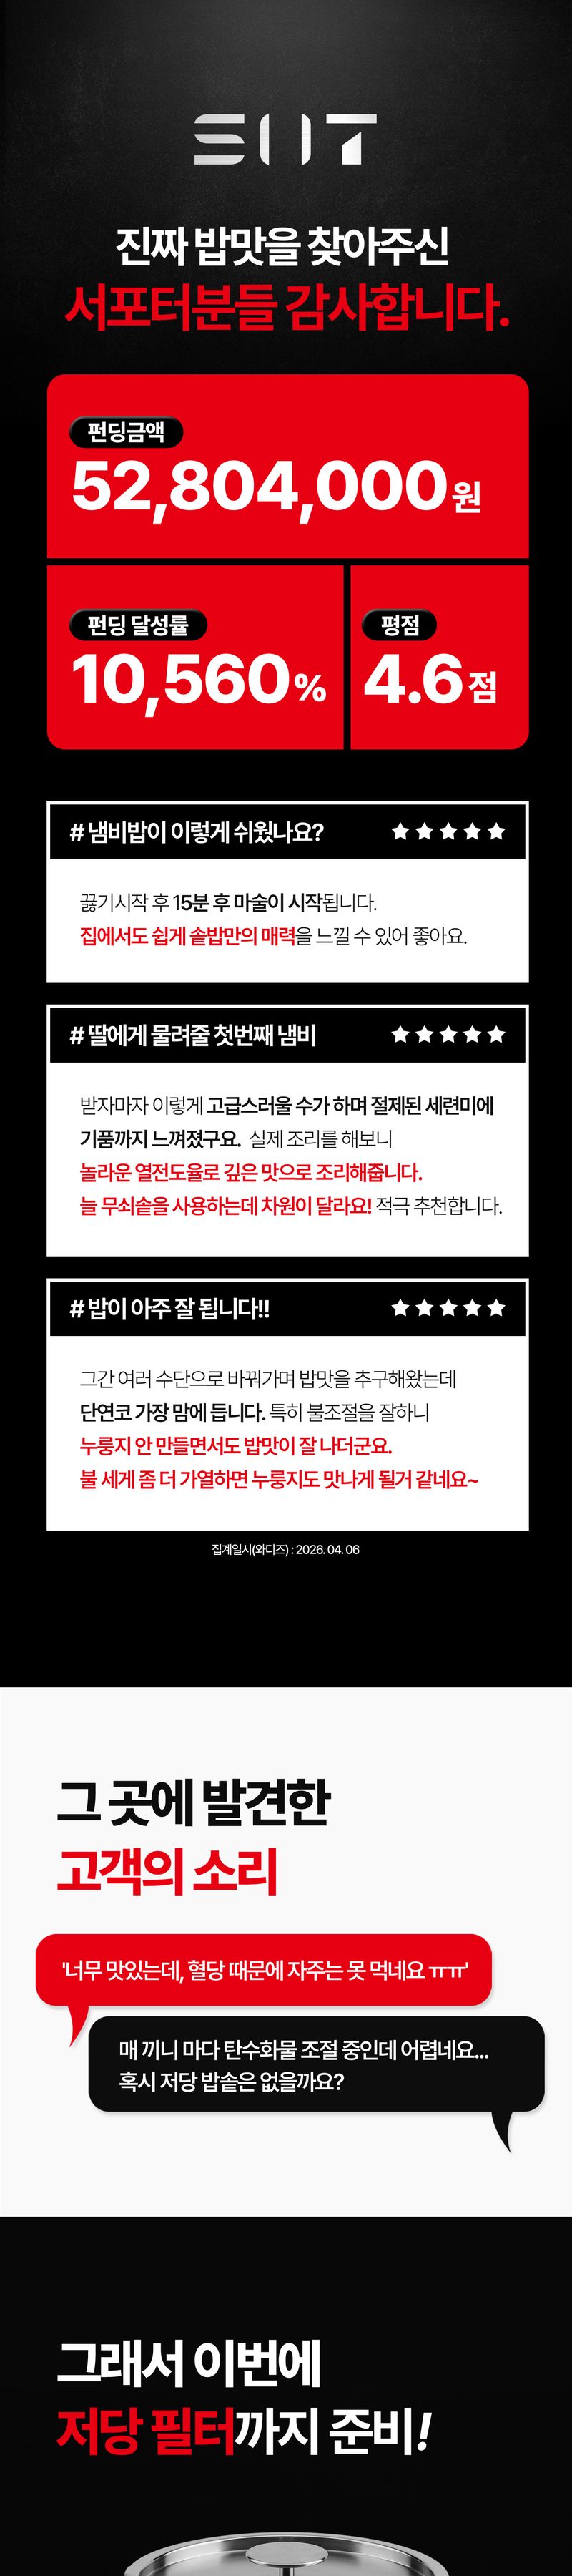 SOT
진짜 밥맛을 찾아주신
서포터분들 감사합니다.
펀딩금액
52,804,000원
펀딩 달성률
10,560%
평점
4.6점
# 냄비밥이 이렇게 쉬웠나요? ★★★★★
끓기시작 후 15분 후 마술이 시작됩니다.
집에서도 쉽게 솥밥만의 매력을 느낄 수 있어 좋아요.
# 딸에게 물려줄 첫번째 냄비 ★★★★★
받자마자 이렇게 고급스러울 수가 하며 절제된 세련미에
기품까지 느껴졌구요. 실제 조리를 해보니
놀라운 열전도율로 깊은 맛으로 조리해줍니다.
늘 무쇠솥을 사용하는데 차원이 달라요! 적극 추천합니다.
# 밥이 아주 잘 됩니다!! ★★★★★
그간 여러 수단으로 바꿔가며 밥맛을 추구해왔는데
단연코 가장 맘에 듭니다. 특히 불조절을 잘하니
누룽지 안 만들면서도 밥맛이 잘 나더군요.
불 세게 좀 더 가열하면 누룽지도 맛나게 될거 같네요~
집계일시(와디즈) : 2026. 04. 06
그 곳에 발견한
고객의 소리
'너무 맛있는데, 혈당 때문에 자주는 못 먹네요 ㅠㅠ'
매 끼니 마다 탄수화물 조절 중인데 어렵네요...
혹시 저당 밥솥은 없을까요?
그래서 이번에
저당 필터까지 준비!